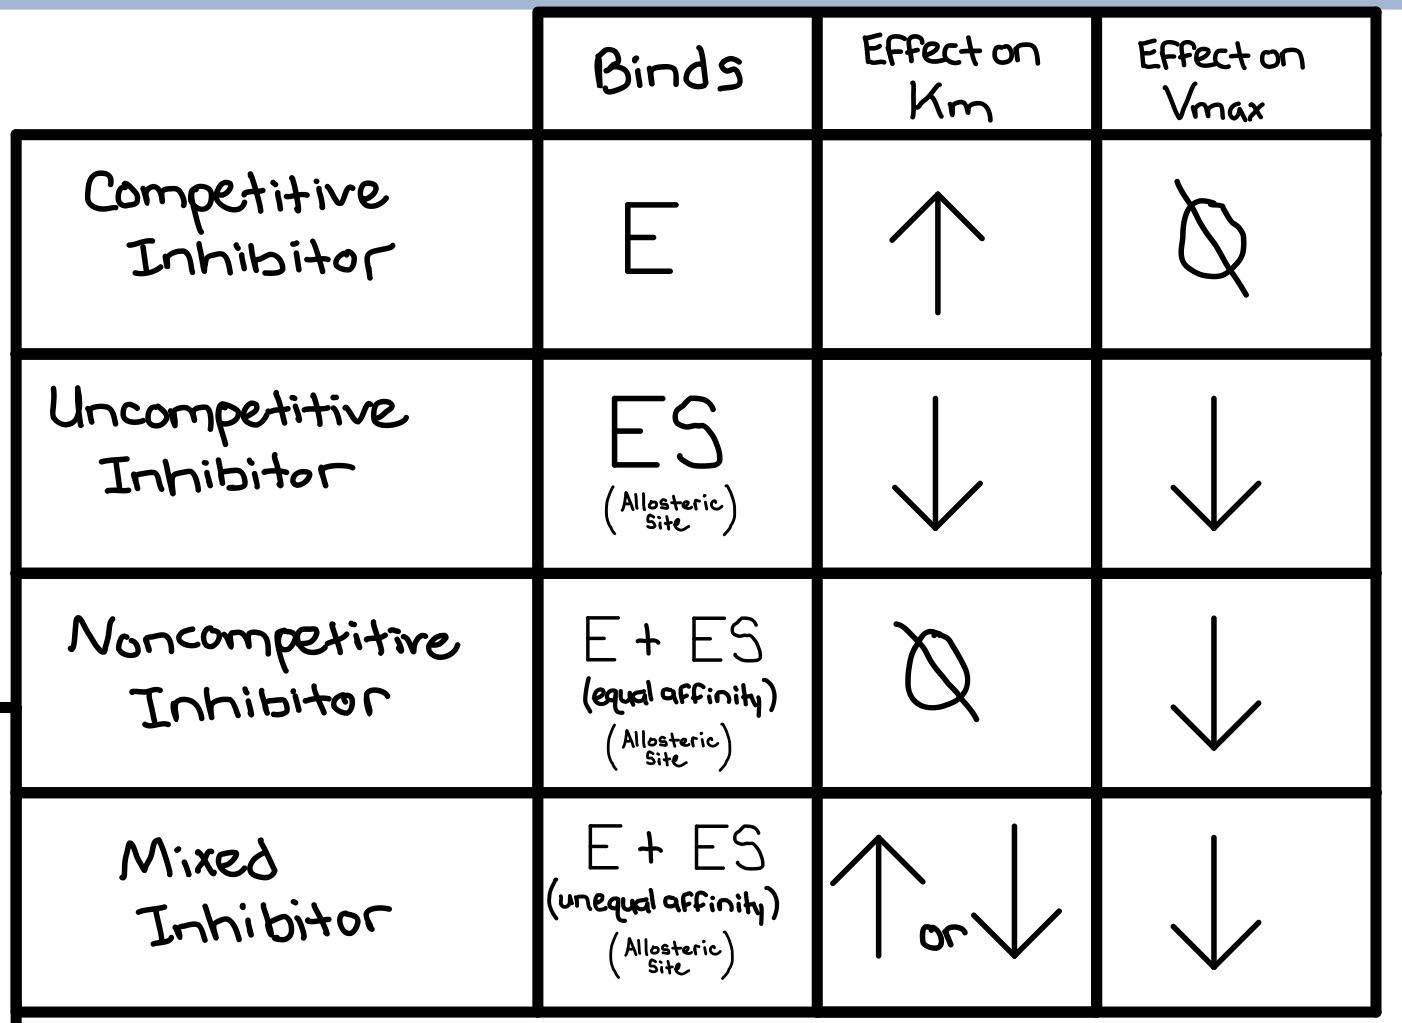 Binds
Effect on
Km
Effect on
Vmax
Competitive
Inhibitor
E
↑
Ø
Uncompetitive
Inhibitor
ES
(Allosteric
Site)
↓
↓
Noncompetitive
Inhibitor
E + ES
(equal affinity)
(Allosteric
Site)
Ø
↓
Mixed
Inhibitor
E + ES
(unequal affinity)
(Allosteric
Site)
↑ or ↓
↓